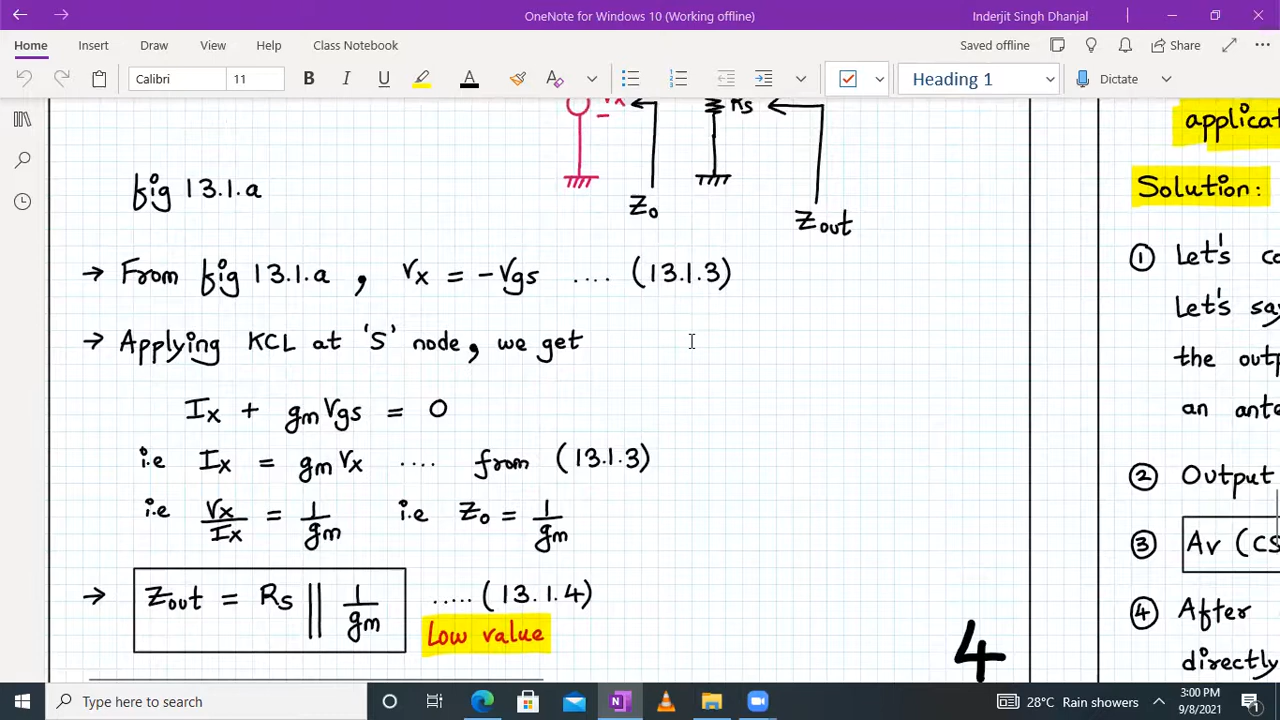 OneNote for Windows 10 (Working offline)
Inderjit Singh Dhanjal
Home Insert Draw View Help Class Notebook
Saved offline
Share
Calibri 11 B I U A
Heading 1
Dictate
Vx
Rs
Zo
Zout
fig 13.1.a
→ From fig 13.1.a , Vx = -Vgs .... (13.1.3)
→ Applying KCL at 'S' node, we get
Ix + gmVgs = 0
i.e Ix = gmVx .... from (13.1.3)
i.e Vx/Ix = 1/gm i.e Zo = 1/gm
→ Zout = Rs || 1/gm ..... (13.1.4)
Low value
4
applicat
Solution:
① Let's co
Let's say
the outp
an ante
② Output
③ Av (CS
④ After
directly
Type here to search
28°C Rain showers
3:00 PM
9/8/2021
1